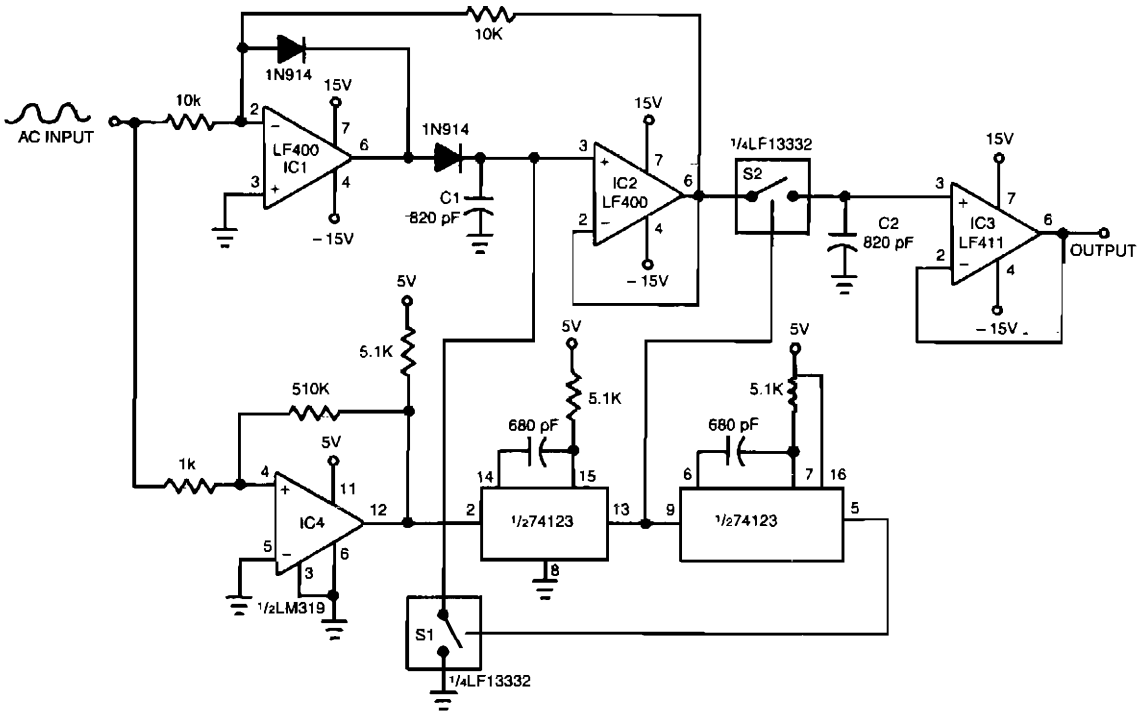 10K
1N914
15V
10k
2
−
7
1N914
15V
15V
AC INPUT
LF400
IC1
6
3
+
7
1/4LF13332
3
+
4
C1
820 pF
IC2
LF400
6
S2
3
+
7
−15V
2
−
4
C2
820 pF
IC3
LF411
6
OUTPUT
−15V
2
−
4
5V
−15V
5.1K
5V
5V
510K
5.1K
5.1K
1k
5V
680 pF
680 pF
4
+
11
14
15
6
7
16
IC4
12
2
1/274123
13
9
1/274123
5
5
−
3
6
8
1/2LM319
S1
1/4LF13332